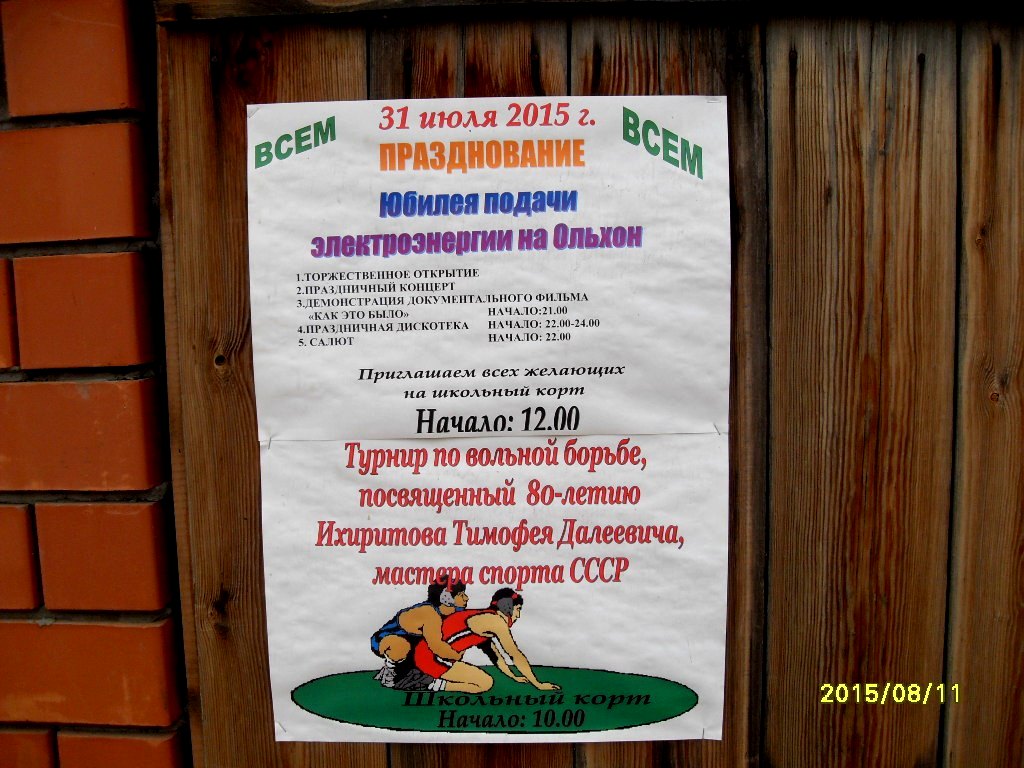 ВСЕМ
31 июля 2015 г.
ВСЕМ
ПРАЗДНОВАНИЕ
Юбилея подачи
электроэнергии на Ольхон
1.ТОРЖЕСТВЕННОЕ ОТКРЫТИЕ
2.ПРАЗДНИЧНЫЙ КОНЦЕРТ
3.ДЕМОНСТРАЦИЯ ДОКУМЕНТАЛЬНОГО ФИЛЬМА
«КАК ЭТО БЫЛО» НАЧАЛО:21.00
4.ПРАЗДНИЧНАЯ ДИСКОТЕКА НАЧАЛО: 22.00-24.00
5. САЛЮТ НАЧАЛО: 22.00
Приглашаем всех желающих
на школьный корт
Начало: 12.00
Турнир по вольной борьбе,
посвященный 80-летию
Ихиритова Тимофея Далеевича,
мастера спорта СССР
Школьный корт
Начало: 10.00
2015/08/11